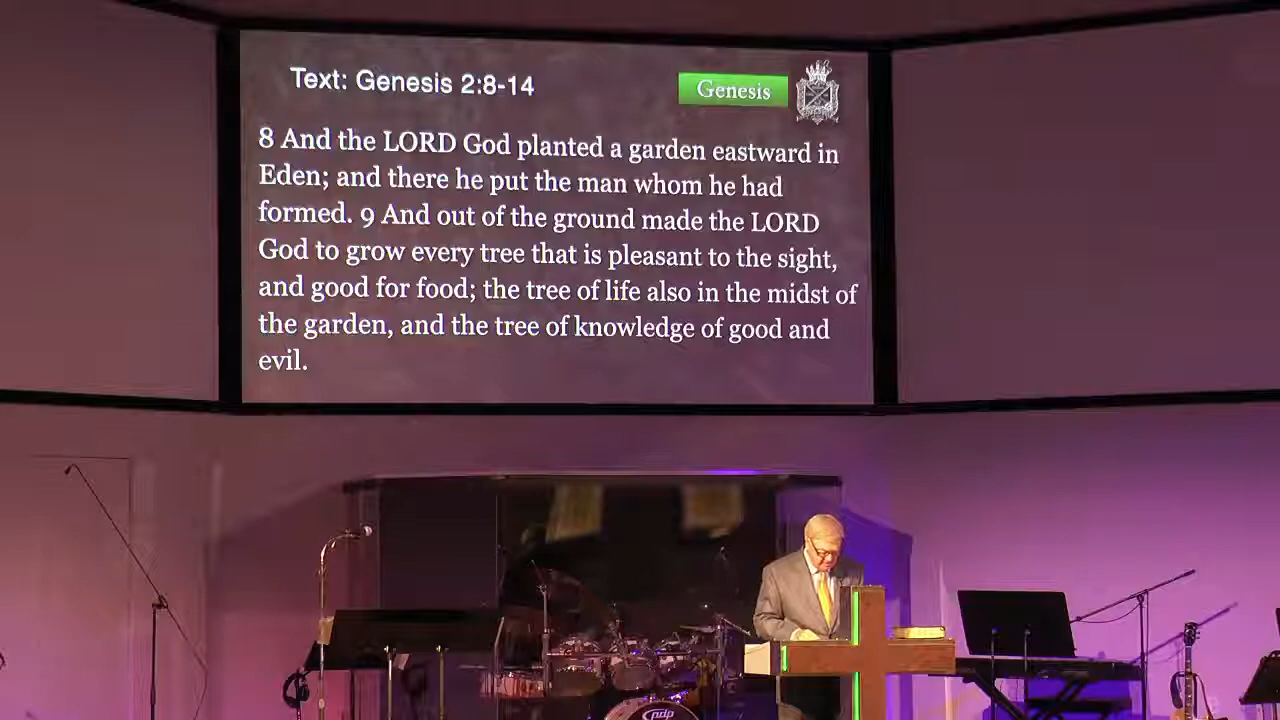 Text: Genesis 2:8-14
Genesis
8 And the LORD God planted a garden eastward in
Eden; and there he put the man whom he had
formed. 9 And out of the ground made the LORD
God to grow every tree that is pleasant to the sight,
and good for food; the tree of life also in the midst of
the garden, and the tree of knowledge of good and
evil.
pdp